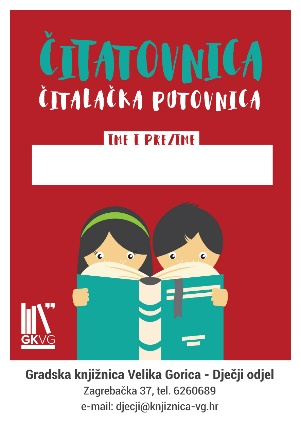 ČITATOVNICA
ČITALAČKA PUTOVNICA
IME I PREZIME
GKVG
Gradska knjižnica Velika Gorica - Dječji odjel
Zagrebačka 37, tel. 6260689
e-mail: djecji@knjiznica-vg.hr